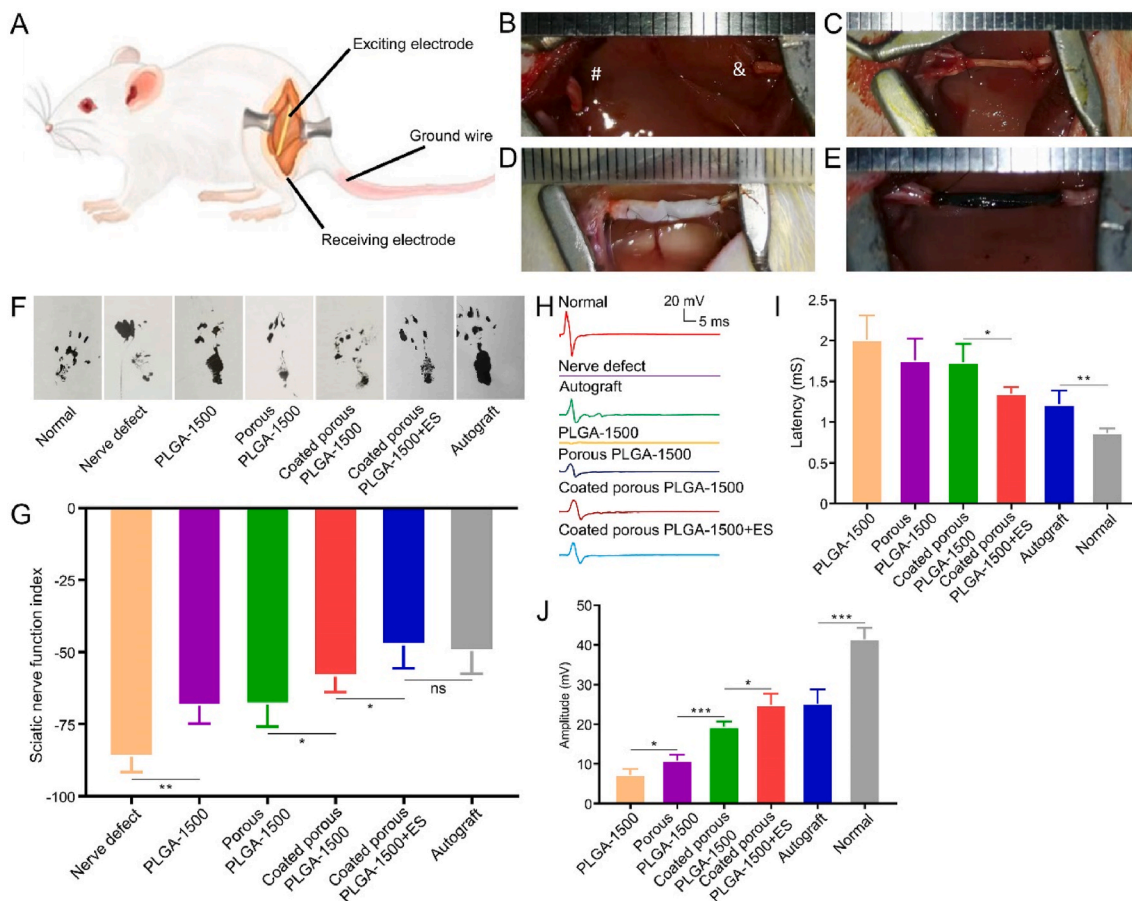 A
Exciting electrode
Ground wire
Receiving electrode
B
#
&
C
D
E
F
Normal
Nerve defect
PLGA-1500
Porous
PLGA-1500
Coated porous
PLGA-1500
Coated porous
PLGA-1500+ES
Autograft
G
0
-25
-50
-75
-100
Sciatic nerve function index
**
*
*
ns
Nerve defect
PLGA-1500
Porous
PLGA-1500
Coated porous
PLGA-1500
Coated porous
PLGA-1500+ES
Autograft
H
Normal
20 mV
5 ms
Nerve defect
Autograft
PLGA-1500
Porous PLGA-1500
Coated porous PLGA-1500
Coated porous PLGA-1500+ES
I
2.5
2
1.5
1
0.5
0
Latency (mS)
*
**
PLGA-1500
Porous
PLGA-1500
Coated porous
PLGA-1500
Coated porous
PLGA-1500+ES
Autograft
Normal
J
50
40
30
20
10
0
Amplitude (mV)
*
***
*
***
PLGA-1500
Porous
PLGA-1500
Coated porous
PLGA-1500
Coated porous
PLGA-1500+ES
Autograft
Normal